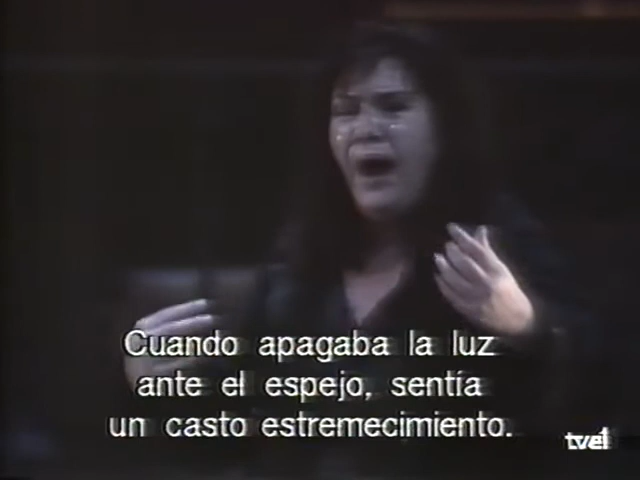 Cuando apagaba la luz
ante el espejo, sentía
un casto estremecimiento.
tve1